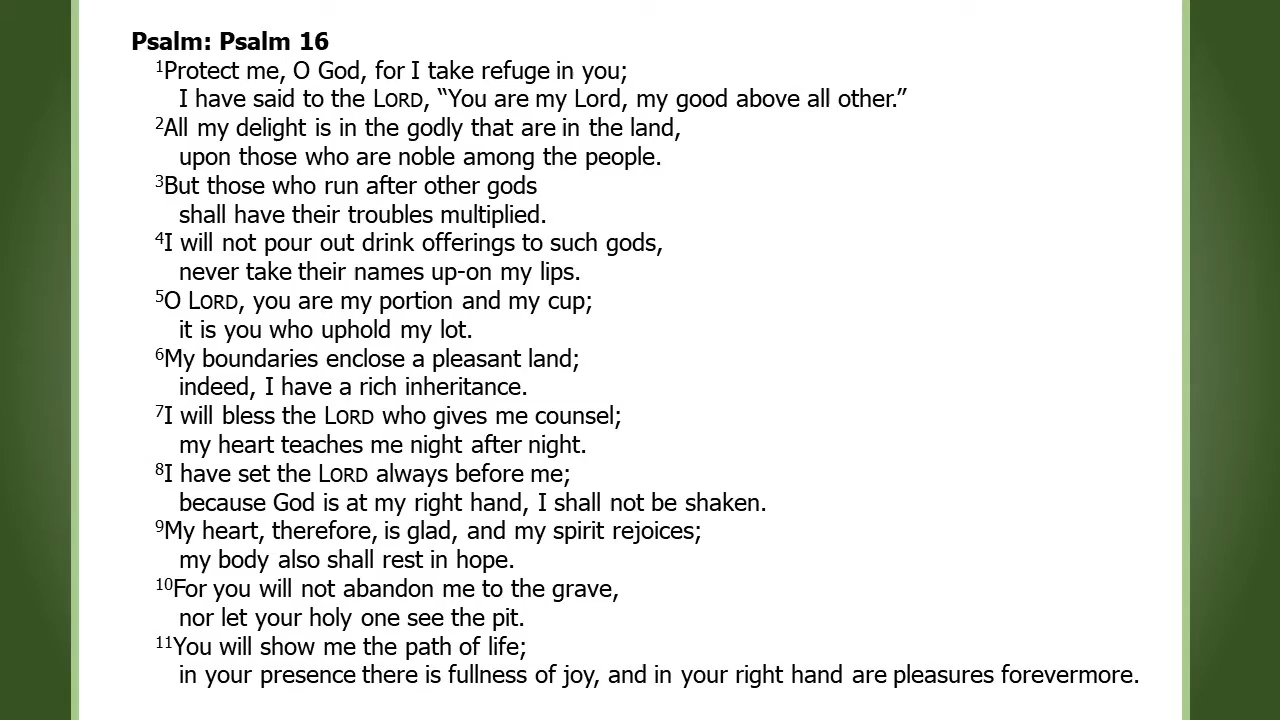 Psalm: Psalm 16
¹Protect me, O God, for I take refuge in you;
I have said to the LORD, “You are my Lord, my good above all other.”
²All my delight is in the godly that are in the land,
upon those who are noble among the people.
³But those who run after other gods
shall have their troubles multiplied.
⁴I will not pour out drink offerings to such gods,
never take their names up-on my lips.
⁵O LORD, you are my portion and my cup;
it is you who uphold my lot.
⁶My boundaries enclose a pleasant land;
indeed, I have a rich inheritance.
⁷I will bless the LORD who gives me counsel;
my heart teaches me night after night.
⁸I have set the LORD always before me;
because God is at my right hand, I shall not be shaken.
⁹My heart, therefore, is glad, and my spirit rejoices;
my body also shall rest in hope.
¹⁰For you will not abandon me to the grave,
nor let your holy one see the pit.
¹¹You will show me the path of life;
in your presence there is fullness of joy, and in your right hand are pleasures forevermore.